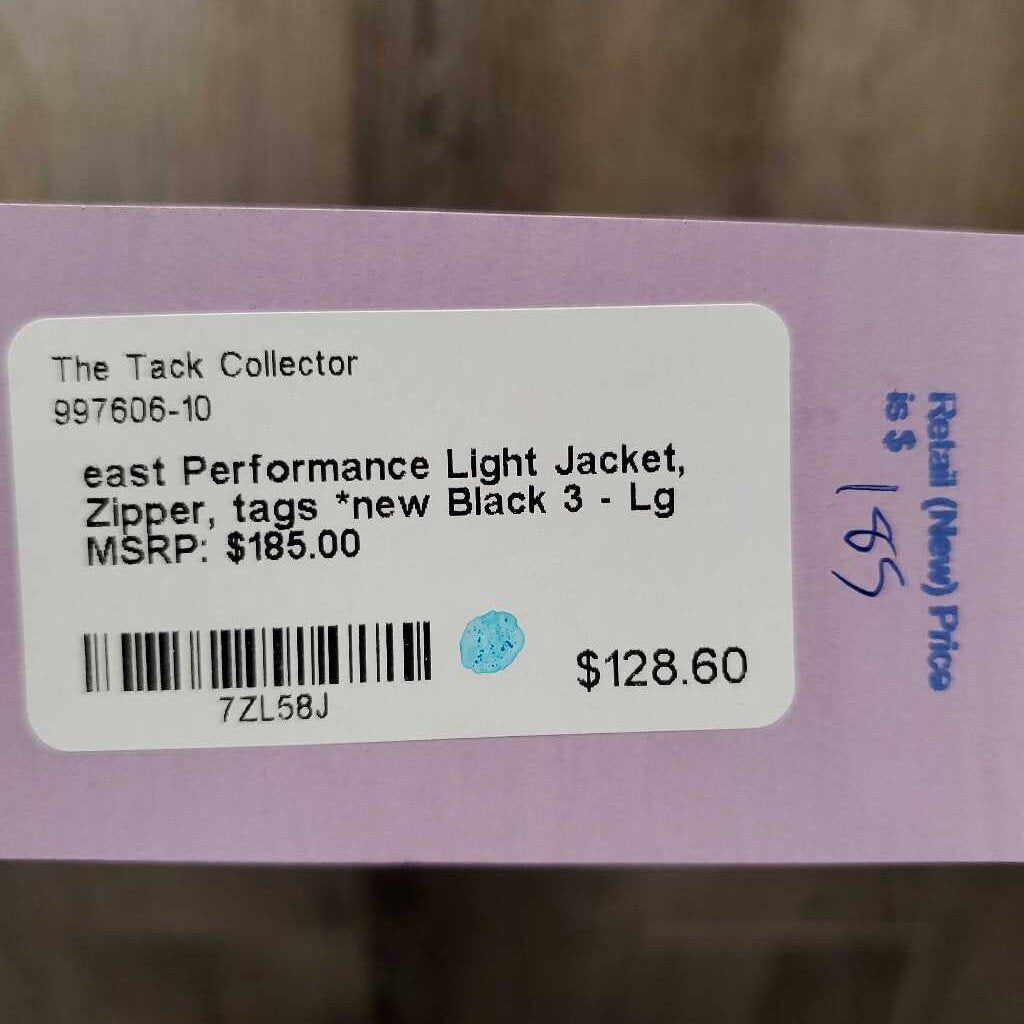 The Tack Collector
997606-10
east Performance Light Jacket,
Zipper, tags *new Black 3 - Lg
MSRP: $185.00
7ZL58J
$128.60
Retail (New) Price
is $ 185